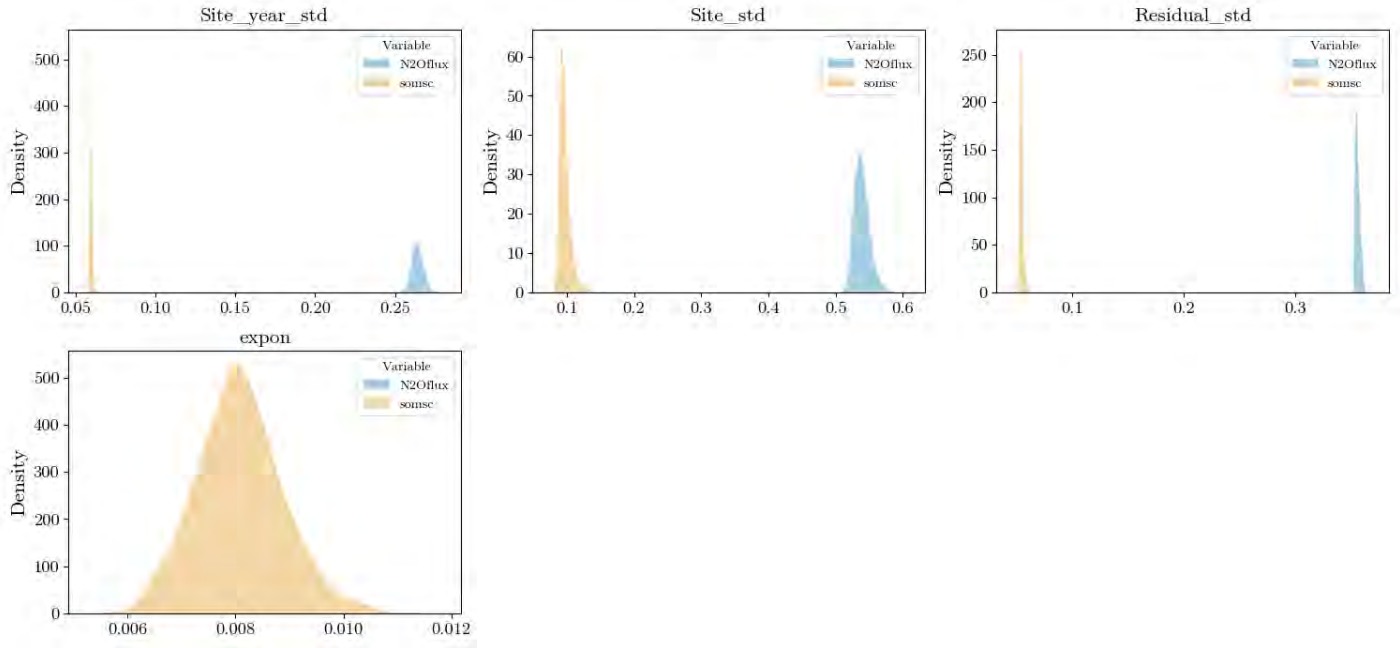 Site_year_std
Density
500
400
300
200
100
0
0.05 0.10 0.15 0.20 0.25
Variable
N2Oflux
somsc
Site_std
Density
60
50
40
30
20
10
0
0.1 0.2 0.3 0.4 0.5 0.6
Variable
N2Oflux
somsc
Residual_std
Density
250
200
150
100
50
0
0.1 0.2 0.3
Variable
N2Oflux
somsc
expon
Density
500
400
300
200
100
0
0.006 0.008 0.010 0.012
Variable
N2Oflux
somsc